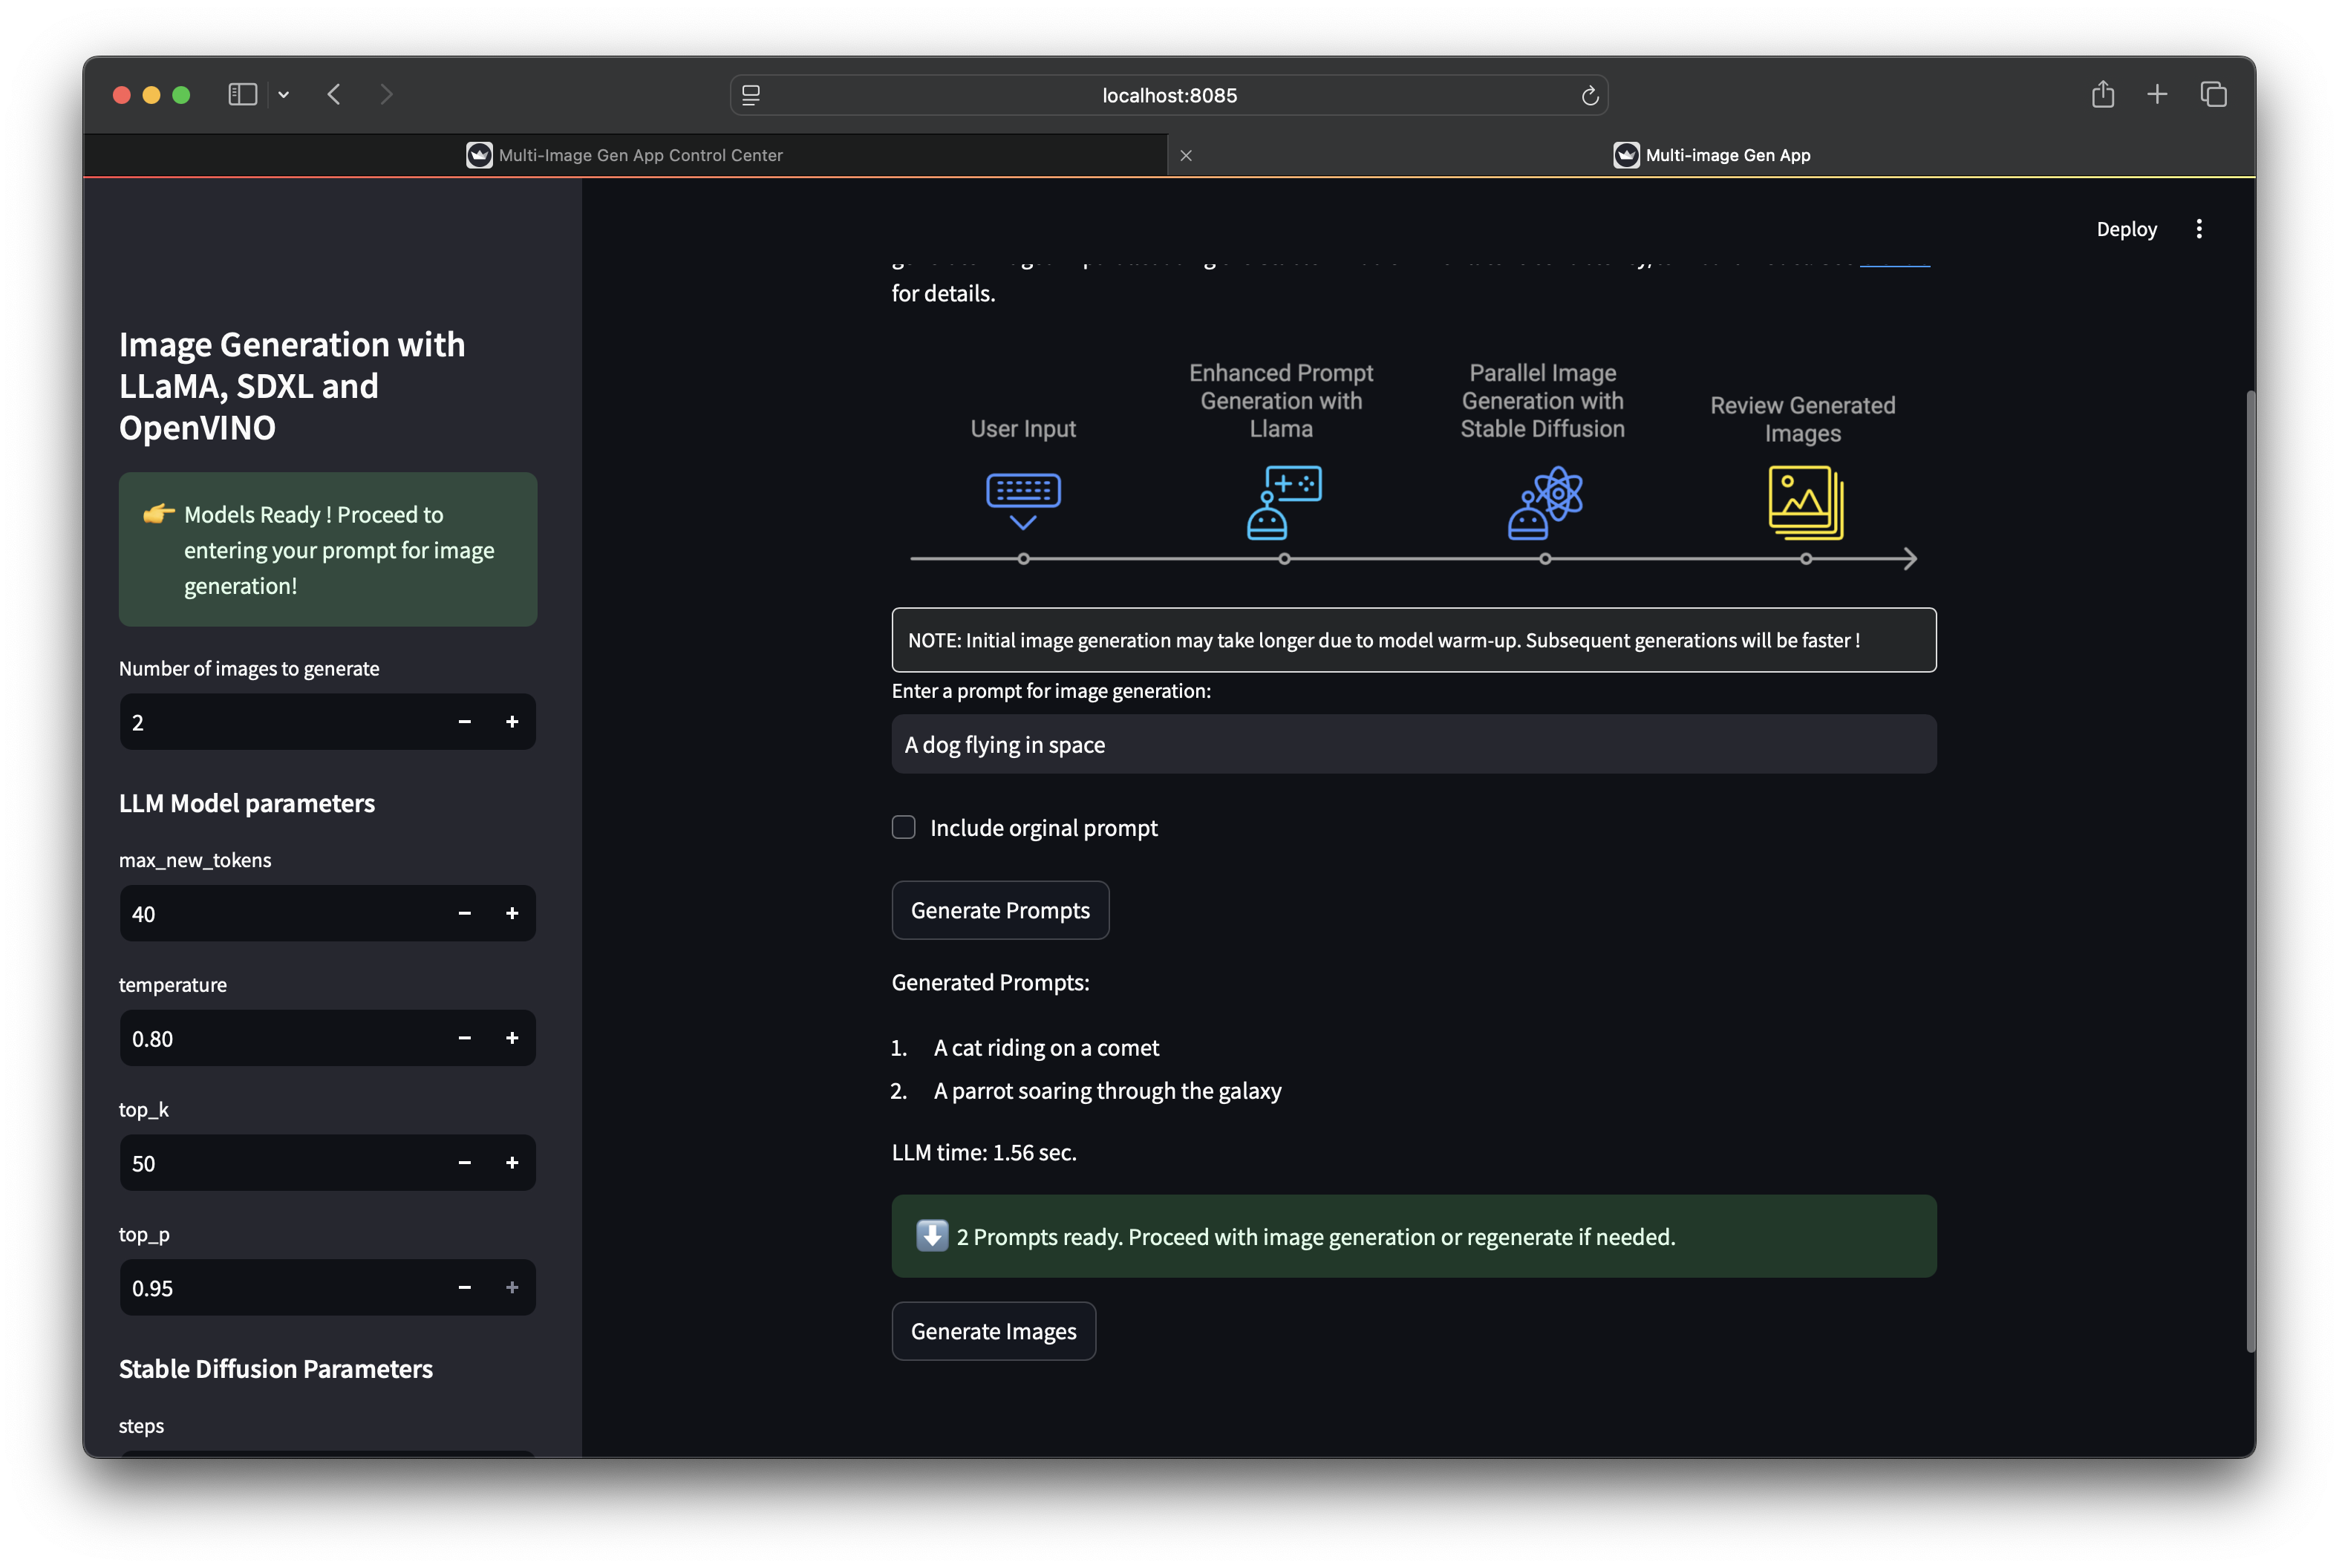 localhost:8085
Multi-Image Gen App Control Center
Multi-image Gen App
Deploy
Image Generation with
LLaMA, SDXL and
OpenVINO
👉 Models Ready ! Proceed to
entering your prompt for image
generation!
Number of images to generate
2
LLM Model parameters
max_new_tokens
40
temperature
0.80
top_k
50
top_p
0.95
Stable Diffusion Parameters
steps
for details.
User Input
Enhanced Prompt
Generation with
Llama
Parallel Image
Generation with
Stable Diffusion
Review Generated
Images
NOTE: Initial image generation may take longer due to model warm-up. Subsequent generations will be faster !
Enter a prompt for image generation:
A dog flying in space
Include orginal prompt
Generate Prompts
Generated Prompts:
1. A cat riding on a comet
2. A parrot soaring through the galaxy
LLM time: 1.56 sec.
⬇️ 2 Prompts ready. Proceed with image generation or regenerate if needed.
Generate Images